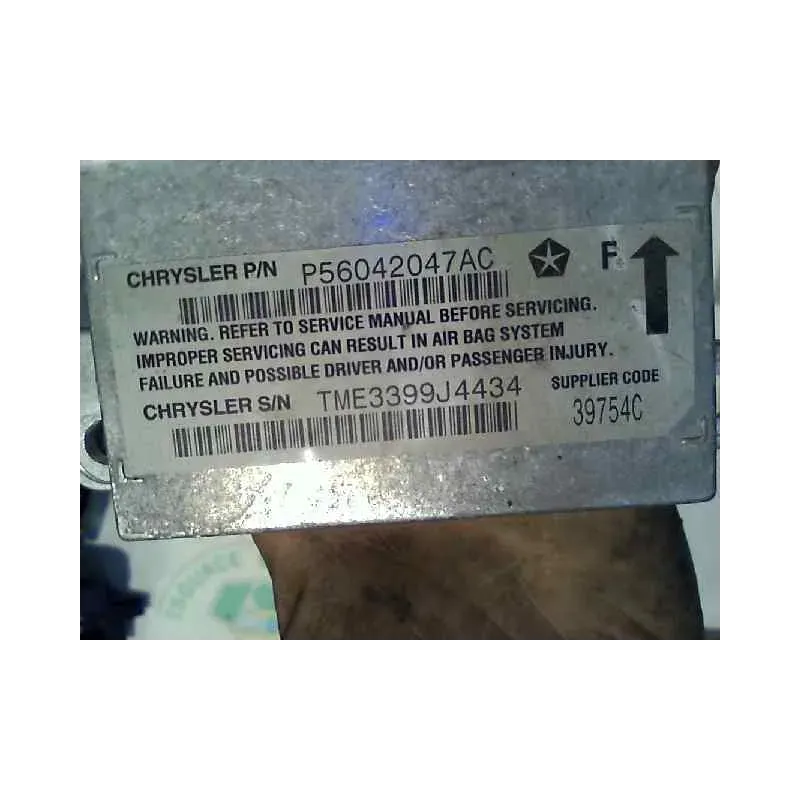 CHRYSLER P/N P56042047AC F
WARNING. REFER TO SERVICE MANUAL BEFORE SERVICING.
IMPROPER SERVICING CAN RESULT IN AIR BAG SYSTEM
FAILURE AND POSSIBLE DRIVER AND/OR PASSENGER INJURY.
CHRYSLER S/N TME3399J4434 SUPPLIER CODE
39754C